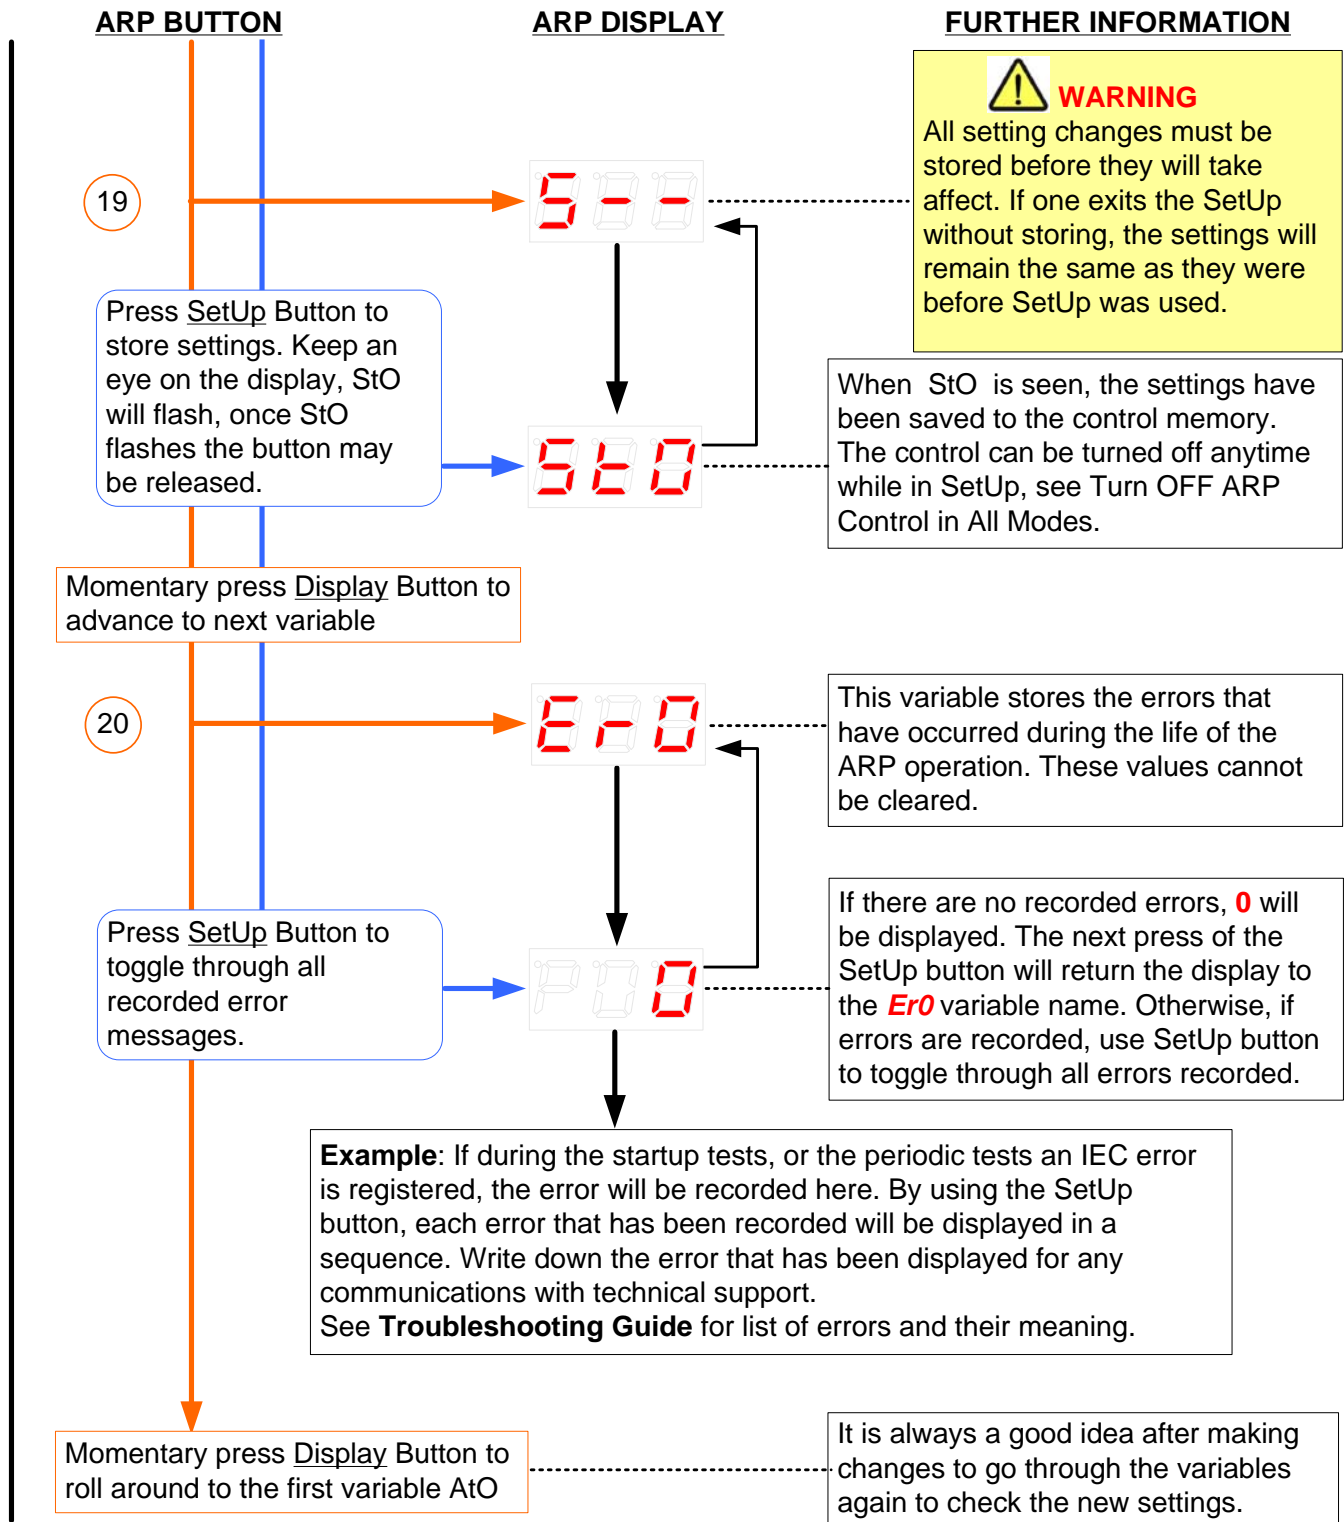 ARP BUTTON
ARP DISPLAY
FURTHER INFORMATION
WARNING
All setting changes must be
stored before they will take
affect. If one exits the SetUp
without storing, the settings will
remain the same as they were
before SetUp was used.
19
S--
Press SetUp Button to
store settings. Keep an
eye on the display, StO
will flash, once StO
flashes the button may
be released.
StO
When StO is seen, the settings have
been saved to the control memory.
The control can be turned off anytime
while in SetUp, see Turn OFF ARP
Control in All Modes.
Momentary press Display Button to
advance to next variable
20
Er0
This variable stores the errors that
have occurred during the life of the
ARP operation. These values cannot
be cleared.
Press SetUp Button to
toggle through all
recorded error
messages.
0
If there are no recorded errors, 0 will
be displayed. The next press of the
SetUp button will return the display to
the Er0 variable name. Otherwise, if
errors are recorded, use SetUp button
to toggle through all errors recorded.
Example: If during the startup tests, or the periodic tests an IEC error
is registered, the error will be recorded here. By using the SetUp
button, each error that has been recorded will be displayed in a
sequence. Write down the error that has been displayed for any
communications with technical support.
See Troubleshooting Guide for list of errors and their meaning.
Momentary press Display Button to
roll around to the first variable AtO
It is always a good idea after making
changes to go through the variables
again to check the new settings.